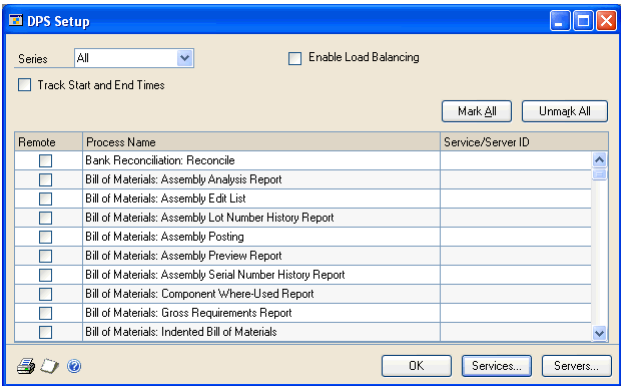 DPS Setup
Series All Enable Load Balancing
Track Start and End Times
Mark All Unmark All
Remote Process Name Service/Server ID
Bank Reconciliation: Reconcile
Bill of Materials: Assembly Analysis Report
Bill of Materials: Assembly Edit List
Bill of Materials: Assembly Lot Number History Report
Bill of Materials: Assembly Posting
Bill of Materials: Assembly Preview Report
Bill of Materials: Assembly Serial Number History Report
Bill of Materials: Component Where-Used Report
Bill of Materials: Gross Requirements Report
Bill of Materials: Indented Bill of Materials
OK Services... Servers...